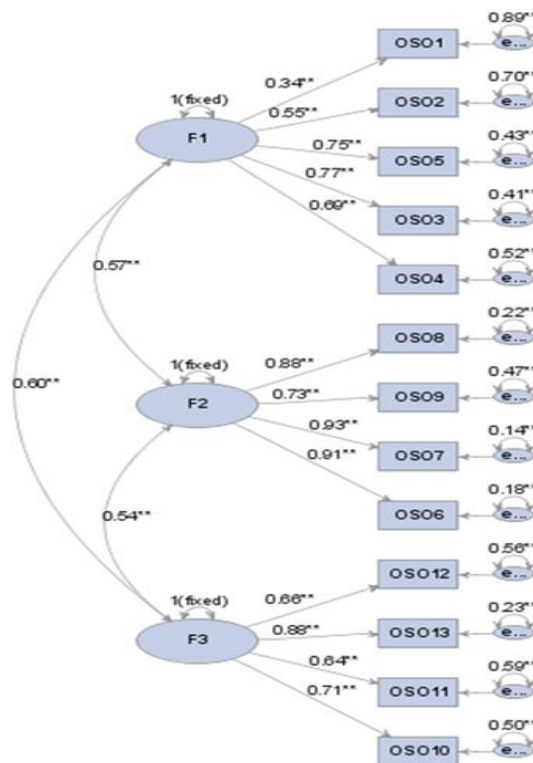 0.89**
OSO1
e...
0.34**
1(fixed)
0.70**
0.55**
OSO2
e...
F1
0.75**
0.43**
OSO5
e...
0.77**
0.41**
OSO3
e...
0.69**
0.52**
OSO4
e...
0.57**
0.22**
OSO8
e...
1(fixed)
0.88**
0.60**
0.47**
0.73**
OSO9
e...
F2
0.93**
0.14**
OSO7
e...
0.91**
0.18**
OSO6
e...
0.54**
0.56**
OSO12
e...
1(fixed)
0.66**
0.23**
0.88**
OSO13
e...
F3
0.64**
0.59**
OSO11
e...
0.71**
0.50**
OSO10
e...